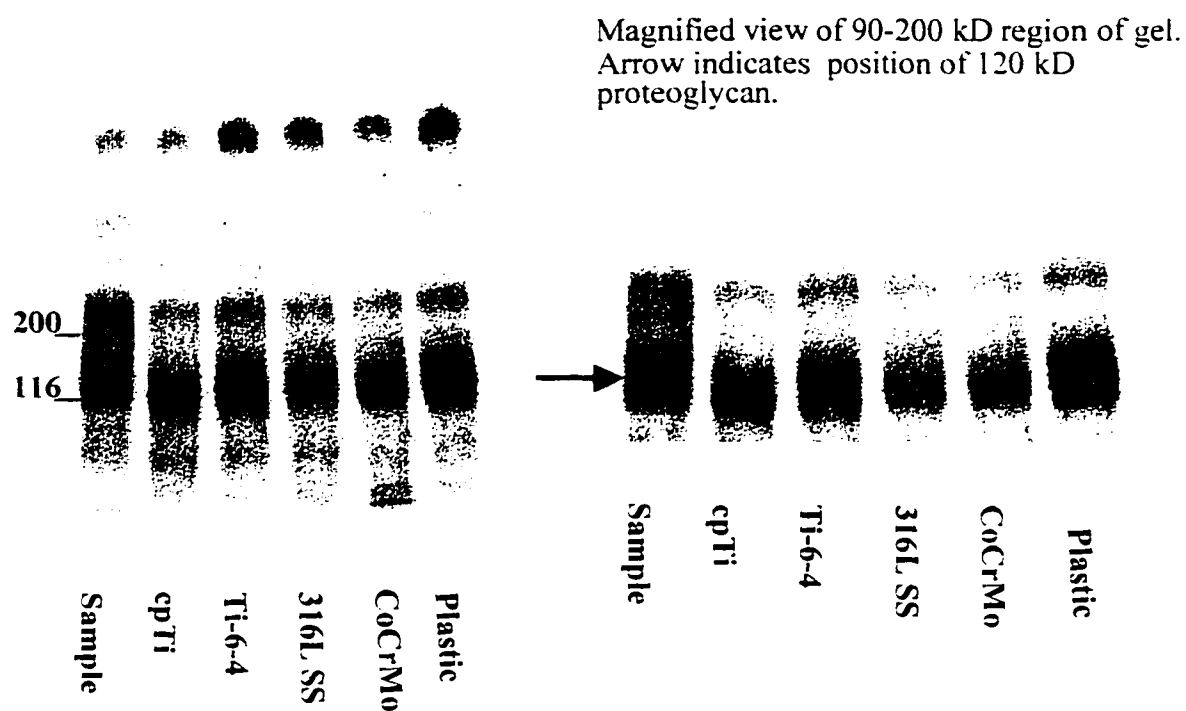 Magnified view of 90-200 kD region of gel.
Arrow indicates position of 120 kD
proteoglycan.
200
116
Sample
cpTi
Ti-6-4
316L SS
CoCrMo
Plastic
Sample
cpTi
Ti-6-4
316L SS
CoCrMo
Plastic